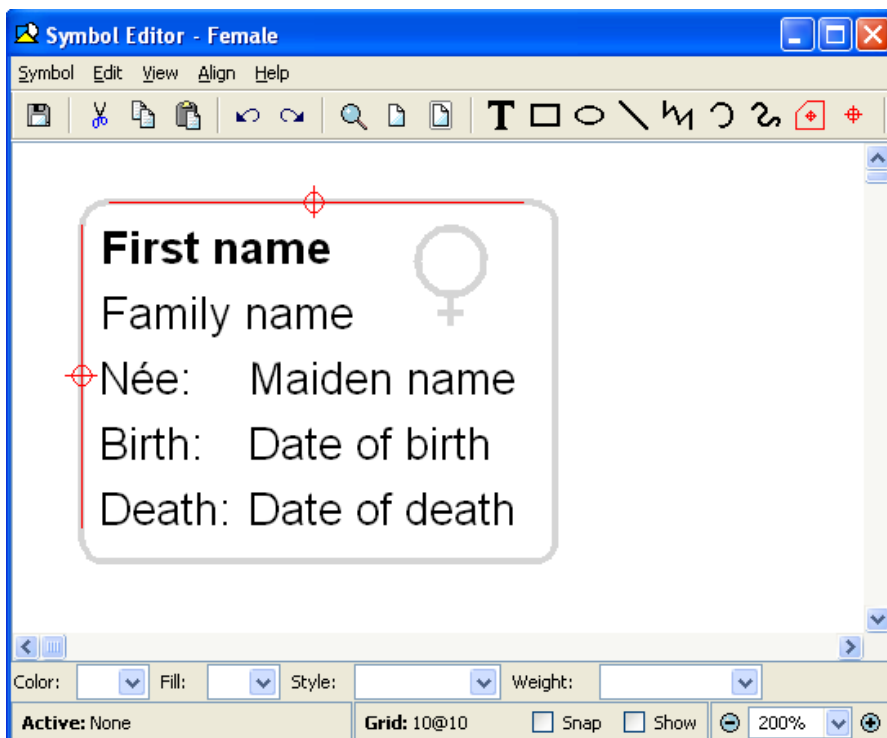 Symbol Editor - Female
Symbol Edit View Align Help
T
First name
Family name
Née: Maiden name
Birth: Date of birth
Death: Date of death
Color: Fill: Style: Weight:
Active: None Grid: 10@10 Snap Show 200%